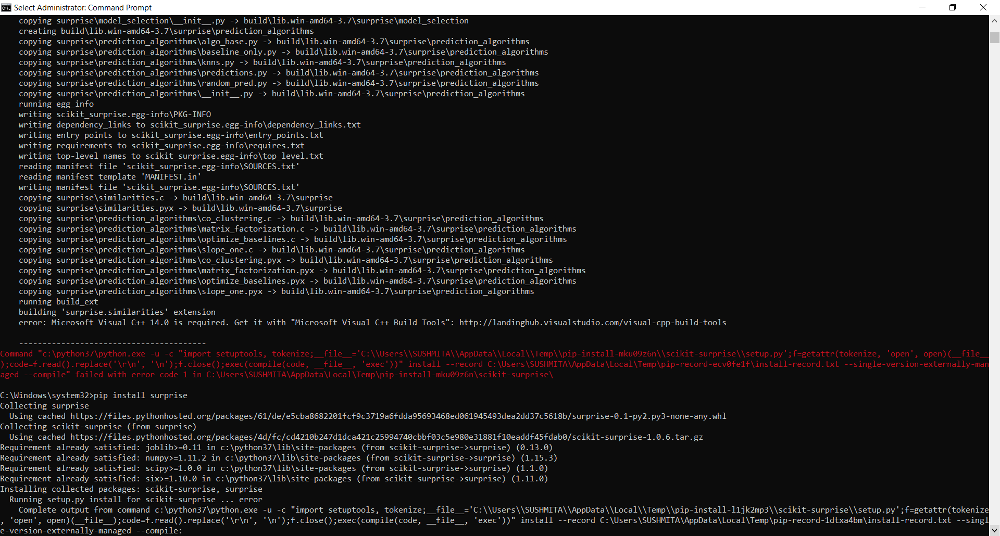 Select Administrator: Command Prompt
copying surprise\model_selection\__init__.py -> build\lib.win-amd64-3.7\surprise\model_selection
creating build\lib.win-amd64-3.7\surprise\prediction_algorithms
copying surprise\prediction_algorithms\algo_base.py -> build\lib.win-amd64-3.7\surprise\prediction_algorithms
copying surprise\prediction_algorithms\baseline_only.py -> build\lib.win-amd64-3.7\surprise\prediction_algorithms
copying surprise\prediction_algorithms\knns.py -> build\lib.win-amd64-3.7\surprise\prediction_algorithms
copying surprise\prediction_algorithms\predictions.py -> build\lib.win-amd64-3.7\surprise\prediction_algorithms
copying surprise\prediction_algorithms\random_pred.py -> build\lib.win-amd64-3.7\surprise\prediction_algorithms
copying surprise\prediction_algorithms\__init__.py -> build\lib.win-amd64-3.7\surprise\prediction_algorithms
running egg_info
writing scikit_surprise.egg-info\PKG-INFO
writing dependency_links to scikit_surprise.egg-info\dependency_links.txt
writing entry points to scikit_surprise.egg-info\entry_points.txt
writing requirements to scikit_surprise.egg-info\requires.txt
writing top-level names to scikit_surprise.egg-info\top_level.txt
reading manifest file 'scikit_surprise.egg-info\SOURCES.txt'
reading manifest template 'MANIFEST.in'
writing manifest file 'scikit_surprise.egg-info\SOURCES.txt'
copying surprise\similarities.c -> build\lib.win-amd64-3.7\surprise
copying surprise\similarities.pyx -> build\lib.win-amd64-3.7\surprise
copying surprise\prediction_algorithms\co_clustering.c -> build\lib.win-amd64-3.7\surprise\prediction_algorithms
copying surprise\prediction_algorithms\matrix_factorization.c -> build\lib.win-amd64-3.7\surprise\prediction_algorithms
copying surprise\prediction_algorithms\optimize_baselines.c -> build\lib.win-amd64-3.7\surprise\prediction_algorithms
copying surprise\prediction_algorithms\slope_one.c -> build\lib.win-amd64-3.7\surprise\prediction_algorithms
copying surprise\prediction_algorithms\co_clustering.pyx -> build\lib.win-amd64-3.7\surprise\prediction_algorithms
copying surprise\prediction_algorithms\matrix_factorization.pyx -> build\lib.win-amd64-3.7\surprise\prediction_algorithms
copying surprise\prediction_algorithms\optimize_baselines.pyx -> build\lib.win-amd64-3.7\surprise\prediction_algorithms
copying surprise\prediction_algorithms\slope_one.pyx -> build\lib.win-amd64-3.7\surprise\prediction_algorithms
running build_ext
building 'surprise.similarities' extension
error: Microsoft Visual C++ 14.0 is required. Get it with "Microsoft Visual C++ Build Tools": http://landinghub.visualstudio.com/visual-cpp-build-tools
----------------------------------------
Command "c:\python37\python.exe -u -c "import setuptools, tokenize;__file__='C:\\Users\\SUSHMITA\\AppData\\Local\\Temp\\pip-install-mku09z6n\\scikit-surprise\\setup.py';f=getattr(tokenize, 'open', open)(__file__
);code=f.read().replace('\r\n', '\n');f.close();exec(compile(code, __file__, 'exec'))" install --record C:\Users\SUSHMITA\AppData\Local\Temp\pip-record-ecv0fe1f\install-record.txt --single-version-externally-man
aged --compile" failed with error code 1 in C:\Users\SUSHMITA\AppData\Local\Temp\pip-install-mku09z6n\scikit-surprise\
C:\Windows\system32>pip install surprise
Collecting surprise
Using cached https://files.pythonhosted.org/packages/61/de/e5cba8682201fcf9c3719a6fdda95693468ed061945493dea2dd37c5618b/surprise-0.1-py2.py3-none-any.whl
Collecting scikit-surprise (from surprise)
Using cached https://files.pythonhosted.org/packages/4d/fc/cd4210b247d1dca421c25994740cbbf03c5e980e31881f10eaddf45fdab0/scikit-surprise-1.0.6.tar.gz
Requirement already satisfied: joblib>=0.11 in c:\python37\lib\site-packages (from scikit-surprise->surprise) (0.13.0)
Requirement already satisfied: numpy>=1.11.2 in c:\python37\lib\site-packages (from scikit-surprise->surprise) (1.15.3)
Requirement already satisfied: scipy>=1.0.0 in c:\python37\lib\site-packages (from scikit-surprise->surprise) (1.1.0)
Requirement already satisfied: six>=1.10.0 in c:\python37\lib\site-packages (from scikit-surprise->surprise) (1.11.0)
Installing collected packages: scikit-surprise, surprise
Running setup.py install for scikit-surprise ... error
Complete output from command c:\python37\python.exe -u -c "import setuptools, tokenize;__file__='C:\\Users\\SUSHMITA\\AppData\\Local\\Temp\\pip-install-l1jk2mp3\\scikit-surprise\\setup.py';f=getattr(tokenize
, 'open', open)(__file__);code=f.read().replace('\r\n', '\n');f.close();exec(compile(code, __file__, 'exec'))" install --record C:\Users\SUSHMITA\AppData\Local\Temp\pip-record-1dtxa4bm\install-record.txt --singl
e-version-externally-managed --compile: